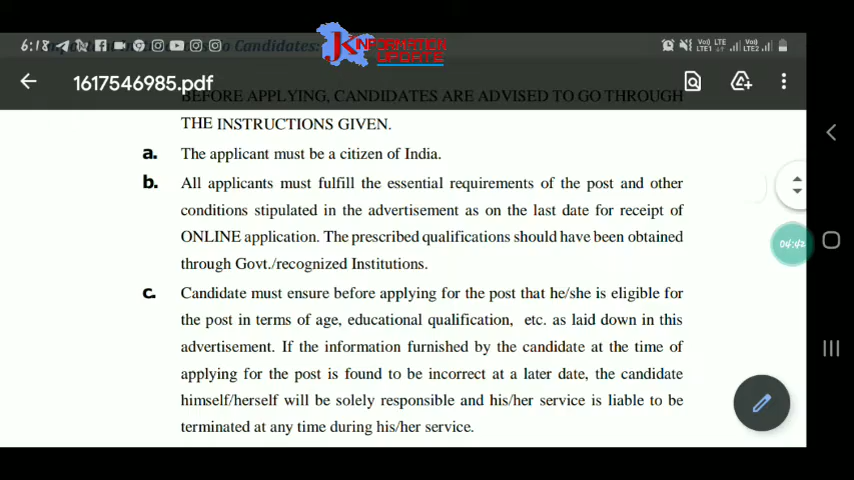 6:18
Candidates:
JK INFORMATION
UPDATE
Voo) LTE Voo)
LTE1 LTE2
1617546985.pdf
BEFORE APPLYING, CANDIDATES ARE ADVISED TO GO THROUGH
THE INSTRUCTIONS GIVEN.
a. The applicant must be a citizen of India.
b. All applicants must fulfill the essential requirements of the post and other
conditions stipulated in the advertisement as on the last date for receipt of
ONLINE application. The prescribed qualifications should have been obtained
through Govt./recognized Institutions.
04:42
c. Candidate must ensure before applying for the post that he/she is eligible for
the post in terms of age, educational qualification, etc. as laid down in this
advertisement. If the information furnished by the candidate at the time of
applying for the post is found to be incorrect at a later date, the candidate
himself/herself will be solely responsible and his/her service is liable to be
terminated at any time during his/her service.